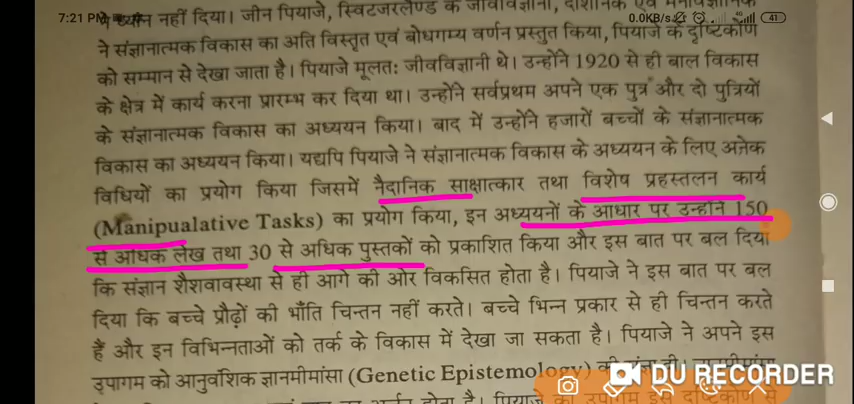 7:21 PM
0.0KB/s
41
ध्यान नहीं दिया। जीन पियाजे, स्विटजरलैण्ड के जीवविज्ञानी, दार्शनिक एवं मनोवैज्ञानिक
ने संज्ञानात्मक विकास का अति विस्तृत एवं बोधगम्य वर्णन प्रस्तुत किया, पियाजे के दृष्टिकोण
को सम्मान से देखा जाता है। पियाजे मूलतः जीवविज्ञानी थे। उन्होंने 1920 से ही बाल विकास
के क्षेत्र में कार्य करना प्रारम्भ कर दिया था। उन्होंने सर्वप्रथम अपने एक पुत्र और दो पुत्रियों
के संज्ञानात्मक विकास का अध्ययन किया। बाद में उन्होंने हजारों बच्चों के संज्ञानात्मक
विकास का अध्ययन किया। यद्यपि पियाजे ने संज्ञानात्मक विकास के अध्ययन के लिए अनेक
विधियों का प्रयोग किया जिसमें नैदानिक साक्षात्कार तथा विशेष प्रहस्तलन कार्य
(Manipualative Tasks) का प्रयोग किया, इन अध्ययनों के आधार पर उन्होंने 150
से अधिक लेख तथा 30 से अधिक पुस्तकों को प्रकाशित किया और इस बात पर बल दिया
कि संज्ञान शैशवावस्था से ही आगे की ओर विकसित होता है। पियाजे ने इस बात पर बल
दिया कि बच्चे प्रौढ़ों की भाँति चिन्तन नहीं करते। बच्चे भिन्न प्रकार से ही चिन्तन करते
हैं और इन विभिन्नताओं को तर्क के विकास में देखा जा सकता है। पियाजे ने अपने इस
उपागम को आनुवंशिक ज्ञानमीमांसा (Genetic Epistemology)
DU RECORDER